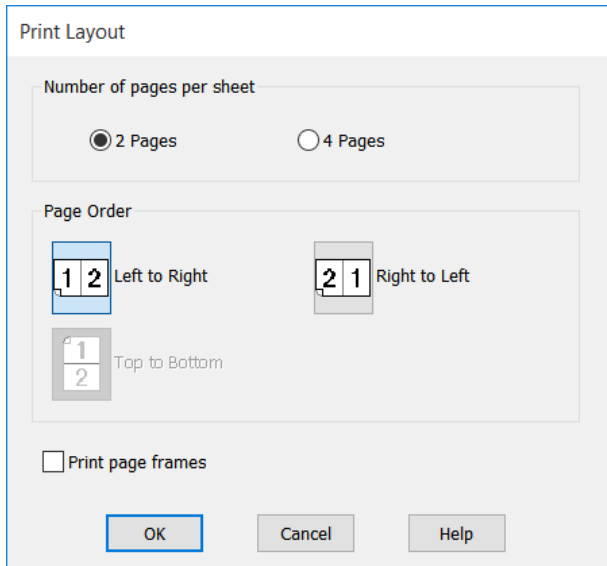 Print Layout
Number of pages per sheet
2 Pages 4 Pages
Page Order
1 2 Left to Right 2 1 Right to Left
1
2
Top to Bottom
Print page frames
OK Cancel Help